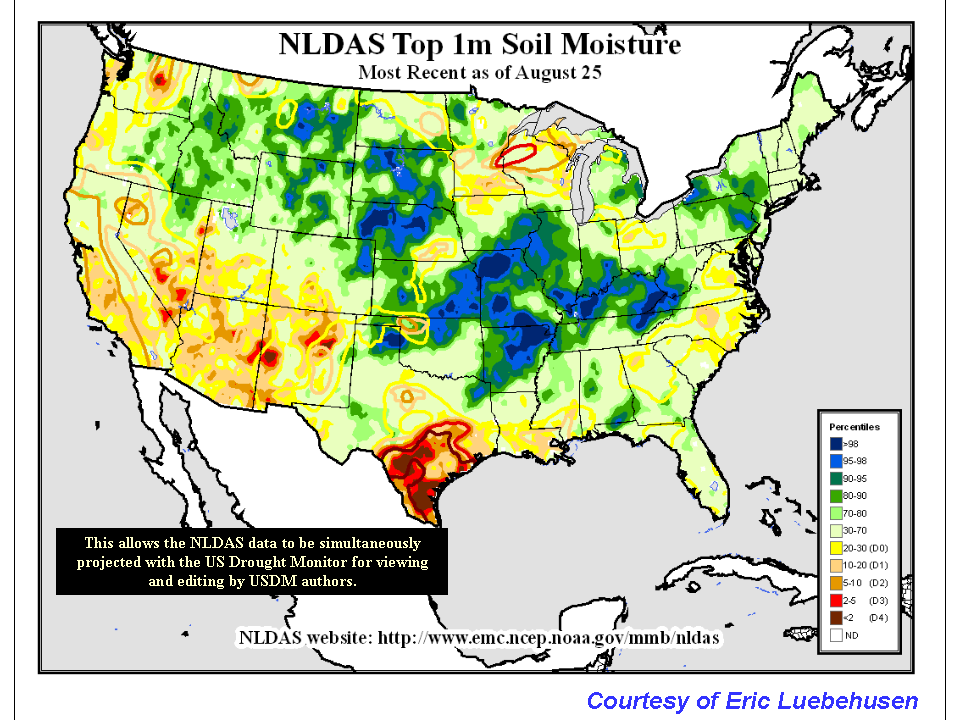 NLDAS Top 1m Soil Moisture
Most Recent as of August 25
Percentiles
>98
95-98
90-95
80-90
70-80
30-70
20-30 (D0)
10-20 (D1)
5-10 (D2)
2-5 (D3)
<2 (D4)
ND
This allows the NLDAS data to be simultaneously
projected with the US Drought Monitor for viewing
and editing by USDM authors.
NLDAS website: http://www.emc.ncep.noaa.gov/mmb/nldas
Courtesy of Eric Luebehusen